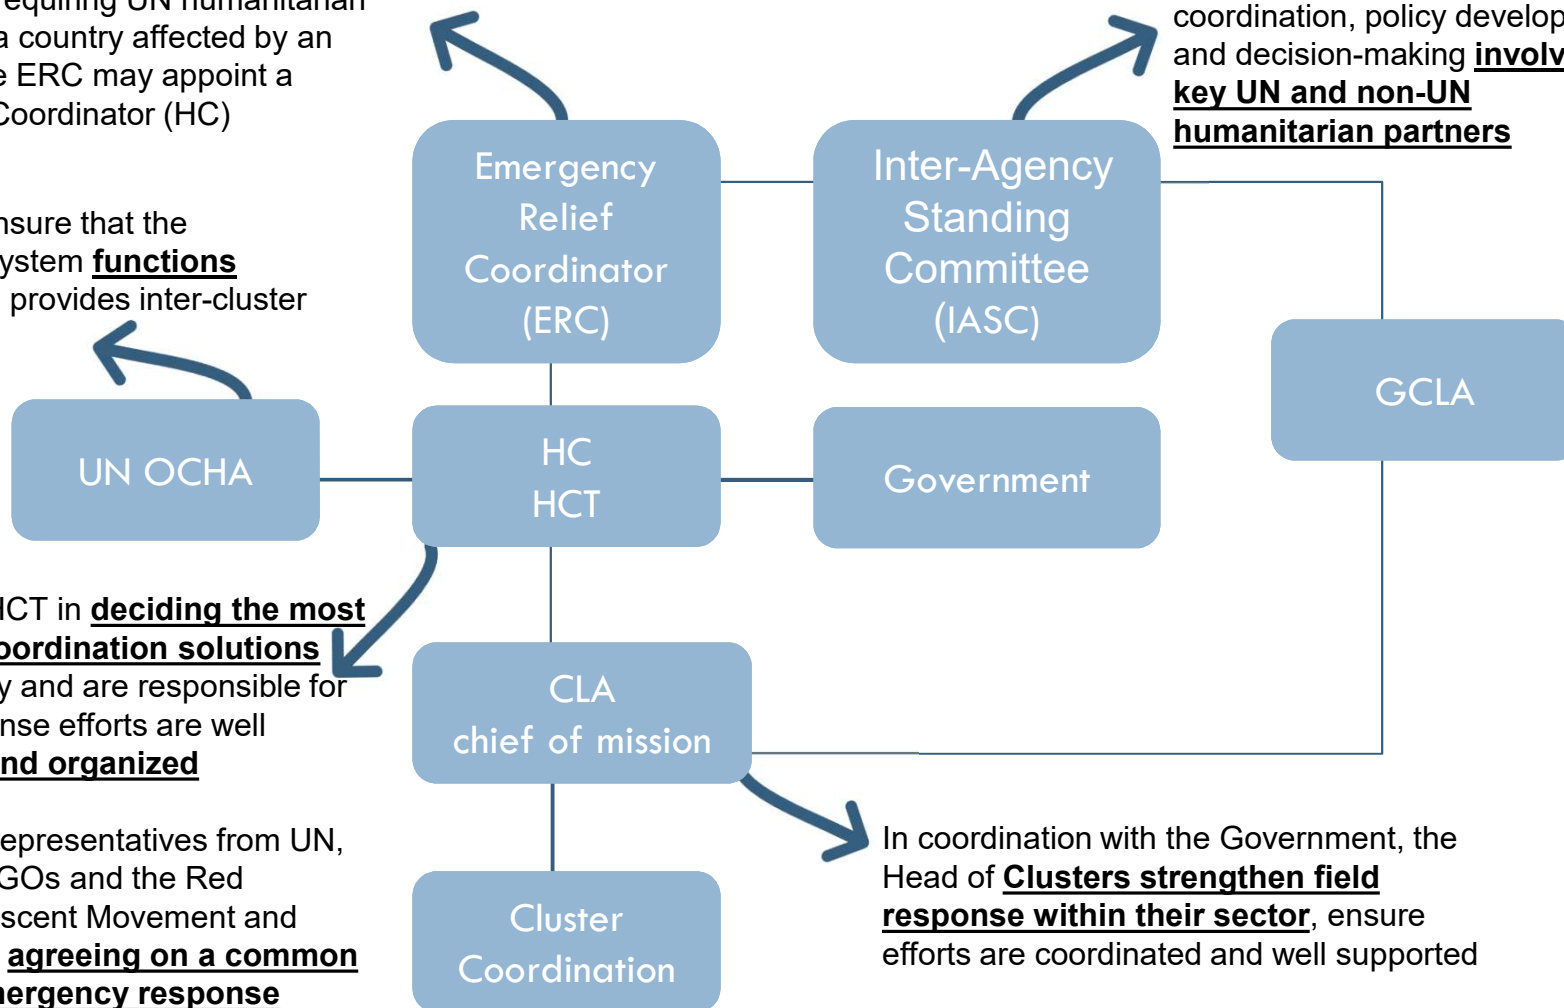 requiring UN humanitarian
a country affected by an
ERC may appoint a
Coordinator (HC)
coordination, policy develop
and decision-making involv
key UN and non-UN
humanitarian partners
Emergency
Relief
Coordinator
(ERC)
Inter-Agency
Standing
Committee
(IASC)
nsure that the
ystem functions
provides inter-cluster
GCLA
UN OCHA
HC
HCT
Government
HCT in deciding the most
oordination solutions
y and are responsible for
nse efforts are well
nd organized
CLA
chief of mission
epresentatives from UN,
GOs and the Red
scent Movement and
agreeing on a common
mergency response
In coordination with the Government, the
Head of Clusters strengthen field
response within their sector, ensure
efforts are coordinated and well supported
Cluster
Coordination